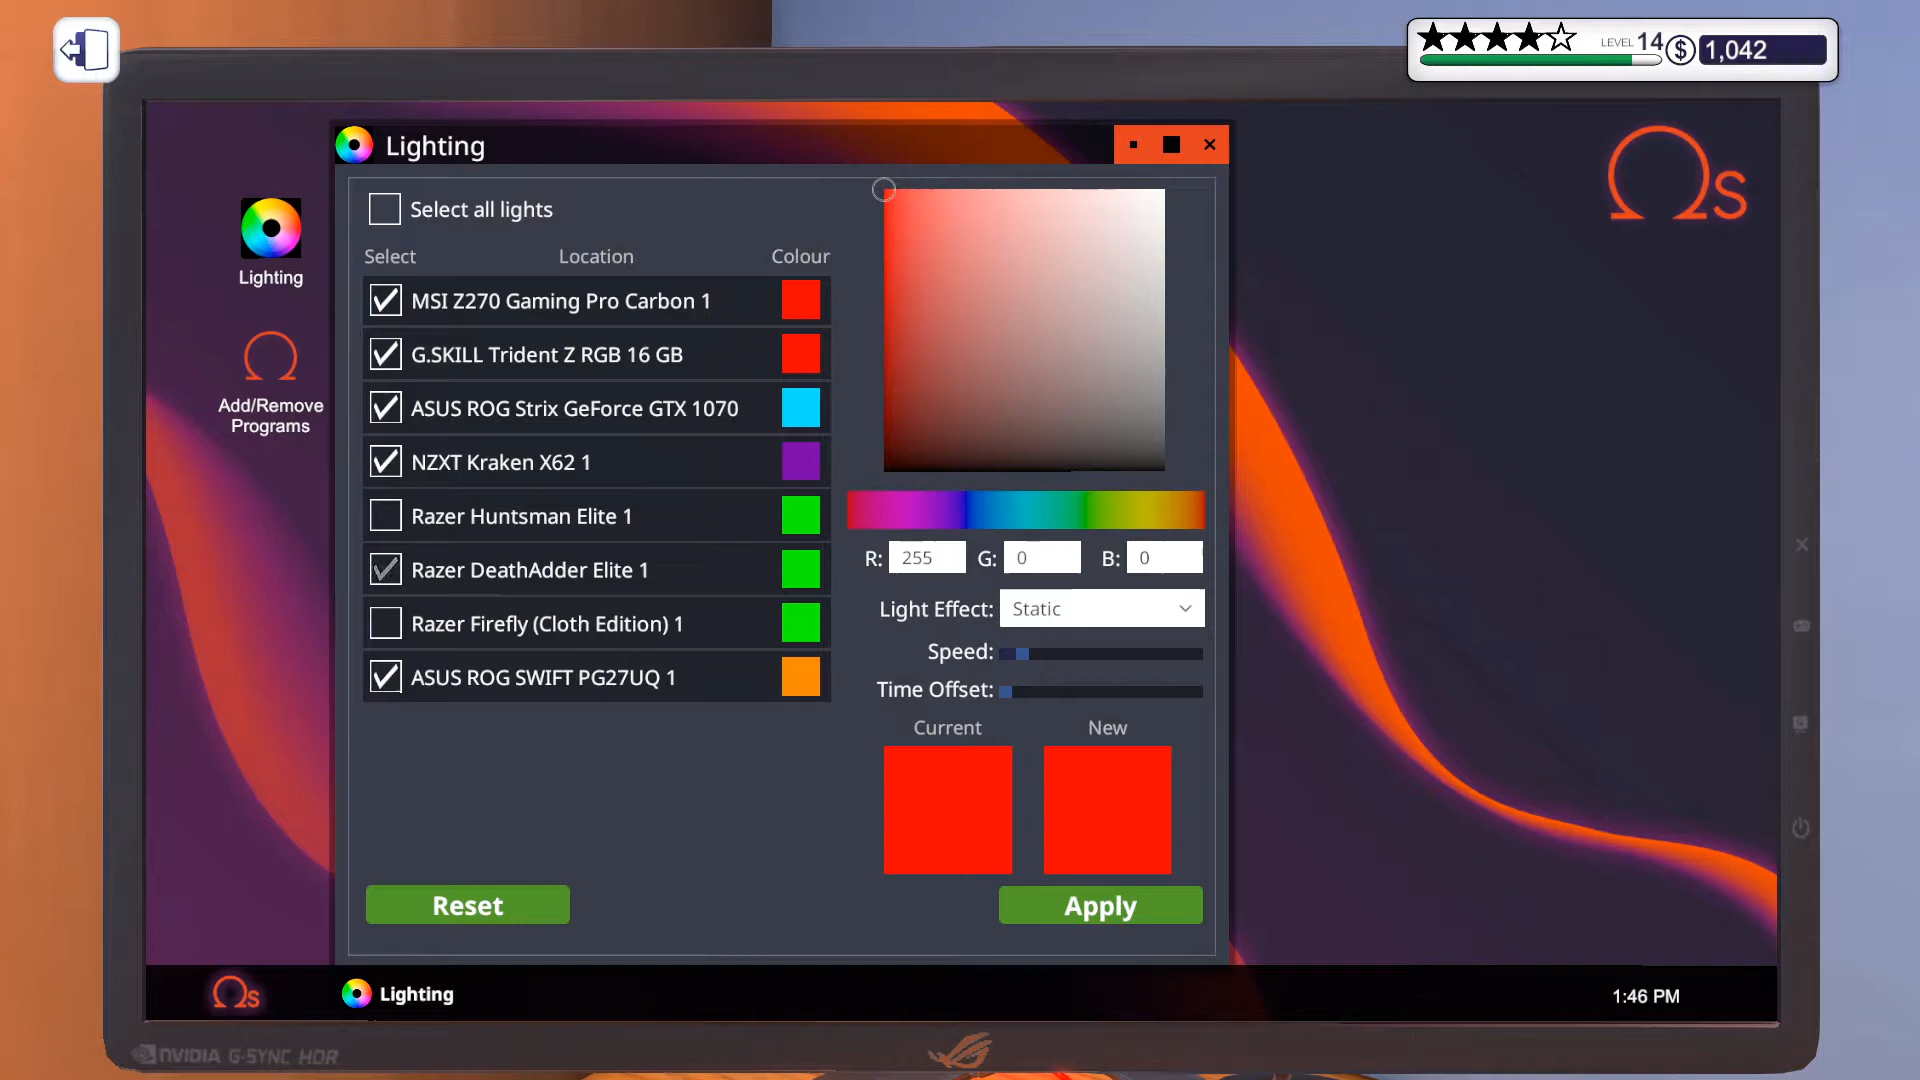 LEVEL 14
$ 1,042
Lighting
Select all lights
Select Location Colour
MSI Z270 Gaming Pro Carbon 1
G.SKILL Trident Z RGB 16 GB
ASUS ROG Strix GeForce GTX 1070
NZXT Kraken X62 1
Razer Huntsman Elite 1
Razer DeathAdder Elite 1
Razer Firefly (Cloth Edition) 1
ASUS ROG SWIFT PG27UQ 1
R: 255 G: 0 B: 0
Light Effect: Static
Speed:
Time Offset:
Current New
Reset
Apply
Lighting
Add/Remove
Programs
Ωs
Ωs
Lighting
1:46 PM
NVIDIA G-SYNC HDR